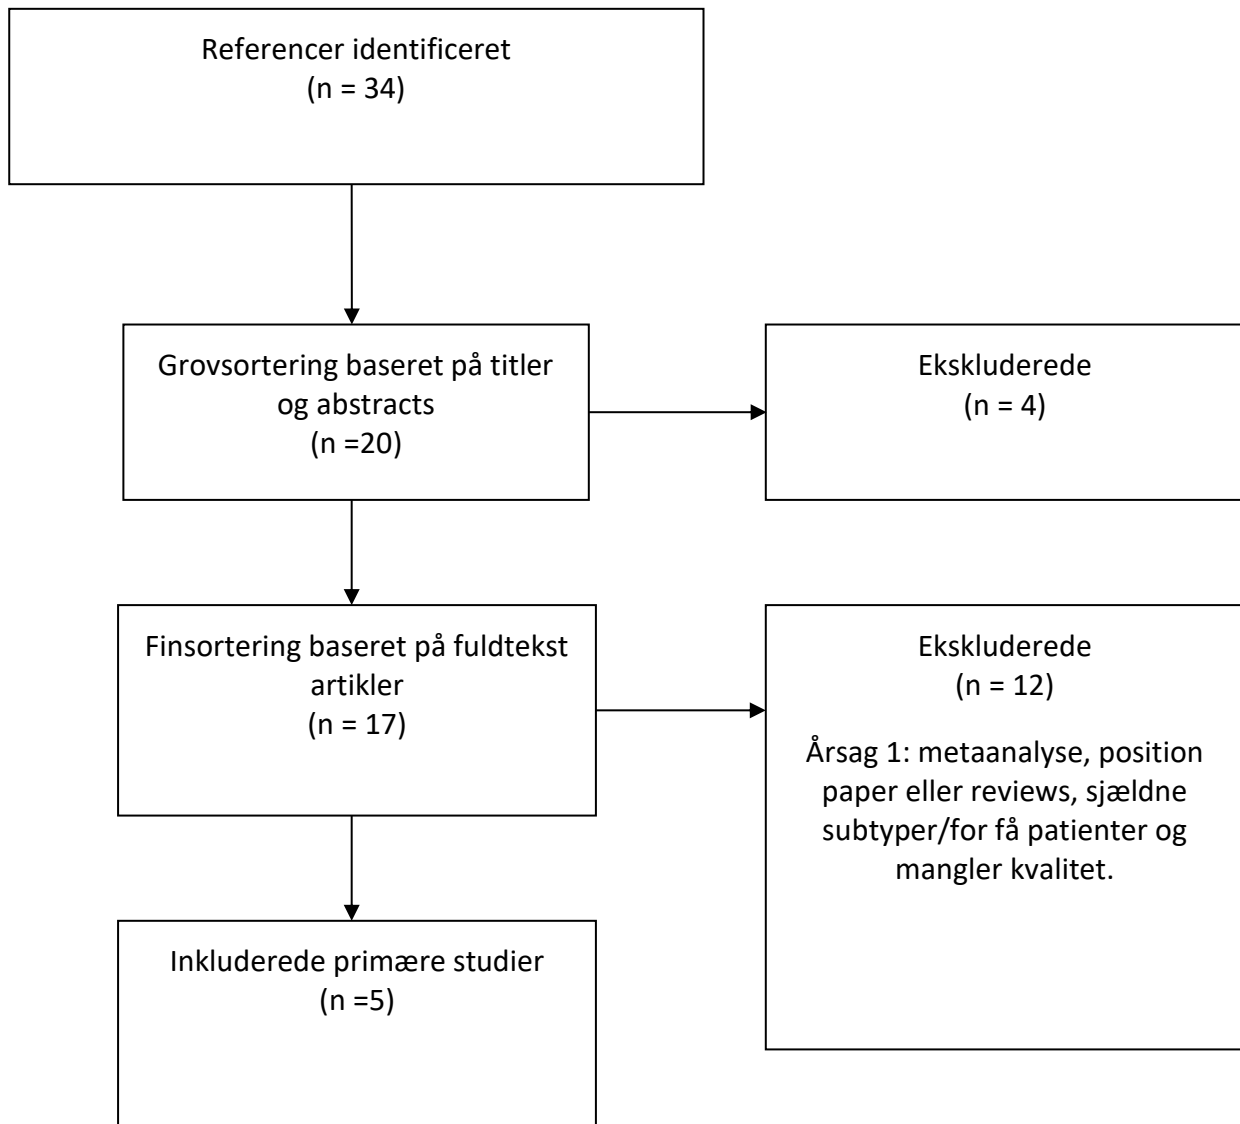 Referencer identificeret
(n = 34)
Grovsortering baseret på titler
og abstracts
(n =20)
Ekskluderede
(n = 4)
Finsortering baseret på fuldtekst
artikler
(n = 17)
Ekskluderede
(n = 12)
Årsag 1: metaanalyse, position
paper eller reviews, sjældne
subtyper/for få patienter og
mangler kvalitet.
Inkluderede primære studier
(n =5)